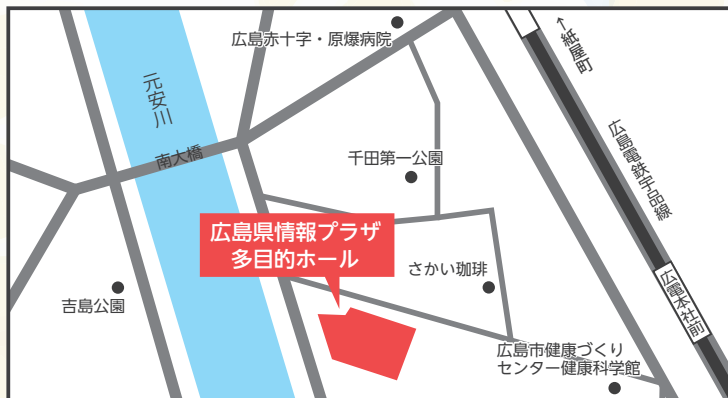 広島赤十字・原爆病院
↑紙屋町
元安川
広島電鉄宇品線
南大橋
千田第一公園
広島県情報プラザ
多目的ホール
さかい珈琲
吉島公園
広電本社前
広島市健康づくり
センター健康科学館